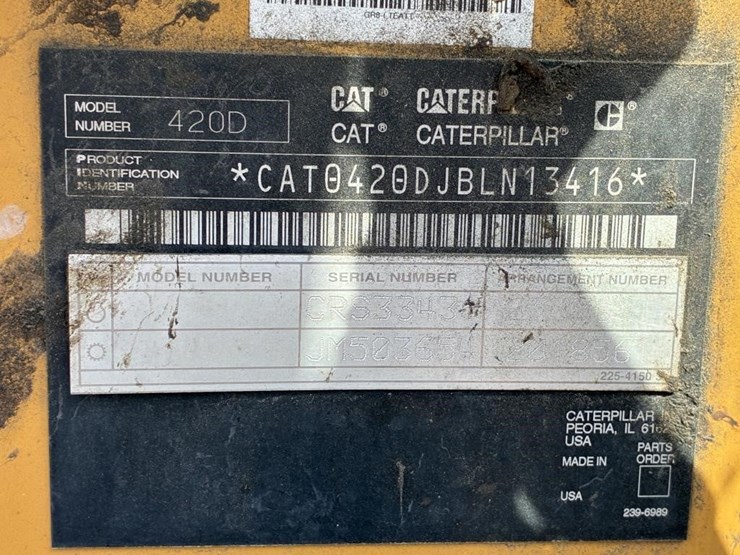 MODEL NUMBER 420D
CAT® CATERP
CAT® CATERPILLAR®
PRODUCT IDENTIFICATION NUMBER
*CAT0420DJBLN13416*
MODEL NUMBER SERIAL NUMBER ARRANGEMENT NUMBER
225-4150
CATERPILLAR
PEORIA, IL
USA
MADE IN
USA
PARTS
ORDER
239-6989